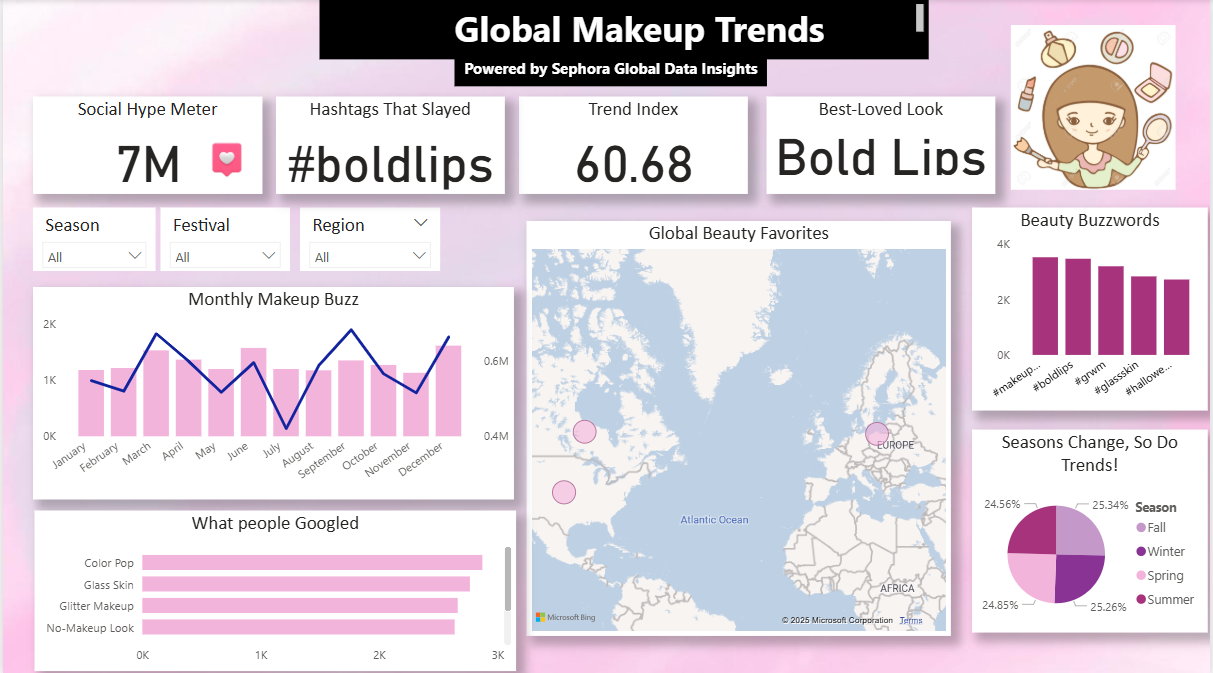 Global Makeup Trends
Powered by Sephora Global Data Insights
Social Hype Meter
7M
Hashtags That Slayed
#boldlips
Trend Index
60.68
Best-Loved Look
Bold Lips
Season
All
Festival
All
Region
All
Monthly Makeup Buzz
2K
1K
0K
0.6M
0.4M
January
February
March
April
May
June
July
August
September
October
November
December
What people Googled
Color Pop
Glass Skin
Glitter Makeup
No-Makeup Look
0K
1K
2K
3K
Global Beauty Favorites
EUROPE
Atlantic Ocean
AFRICA
Microsoft Bing
© 2025 Microsoft Corporation
Terms
Beauty Buzzwords
4K
2K
0K
#makeup...
#boldlips
#grwm
#glassskin
#hallowe...
Seasons Change, So Do
Trends!
24.56%
25.34%
24.85%
25.26%
Season
Fall
Winter
Spring
Summer